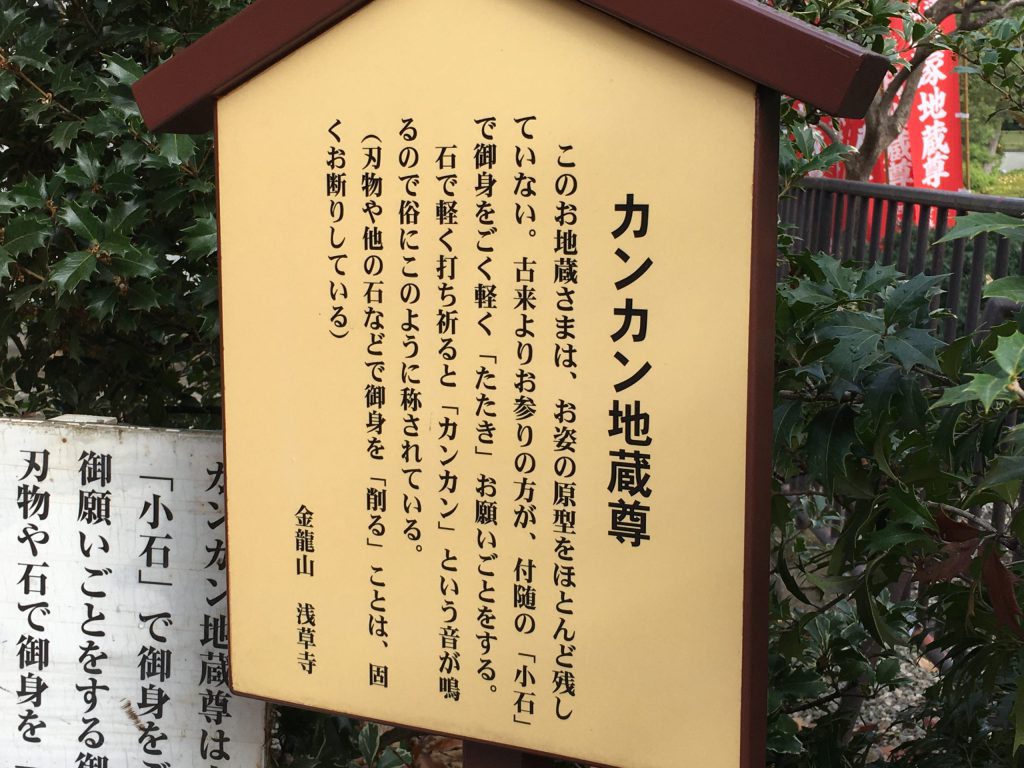 カンカン地蔵尊
このお地蔵さまは、お姿の原型をほとんど残し
ていない。古来よりお参りの方が、付随の「小石」
で御身をごく軽く「たたき」お願いごとをする。
石で軽く打ち祈ると「カンカン」という音が鳴
るので俗にこのように称されている。
（刃物や他の石などで御身を「削る」ことは、固
くお断りしている）
金龍山 浅草寺
カンカン地蔵尊は
「小石」で御身をご
御願いごとをする御
刃物や石で御身を「
地蔵尊
蔵尊